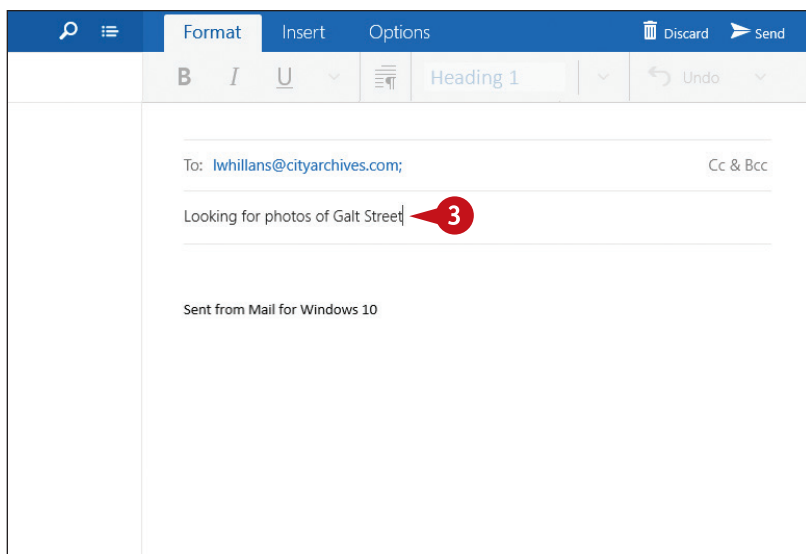 Format Insert Options Discard Send
B I U Heading 1 Undo
To: lwhillans@cityarchives.com; Cc & Bcc
Looking for photos of Galt Street 3
Sent from Mail for Windows 10